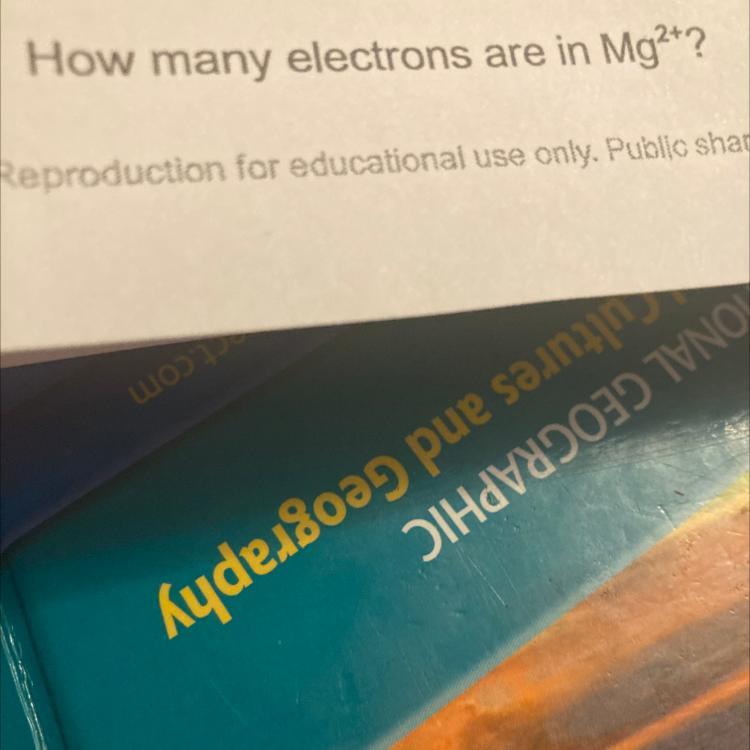 How many electrons are in Mg²⁺?
Reproduction for educational use only. Public
Cultures and Geography
GEOGRAPHIC